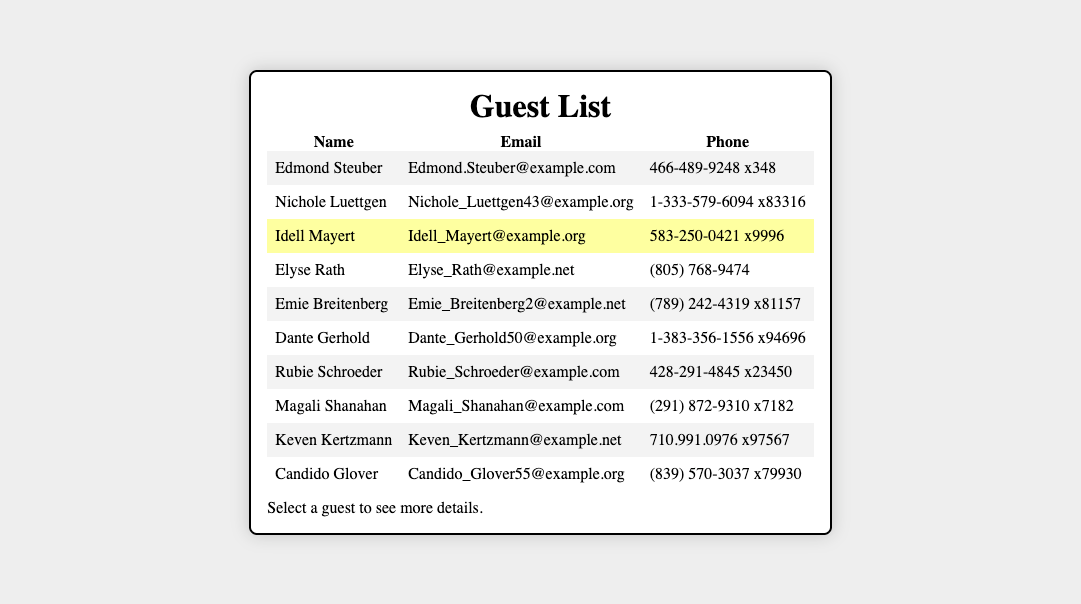 Guest List
Name Email Phone
Edmond Steuber Edmond.Steuber@example.com 466-489-9248 x348
Nichole Luettgen Nichole_Luettgen43@example.org 1-333-579-6094 x83316
Idell Mayert Idell_Mayert@example.org 583-250-0421 x9996
Elyse Rath Elyse_Rath@example.net (805) 768-9474
Emie Breitenberg Emie_Breitenberg2@example.net (789) 242-4319 x81157
Dante Gerhold Dante_Gerhold50@example.org 1-383-356-1556 x94696
Rubie Schroeder Rubie_Schroeder@example.com 428-291-4845 x23450
Magali Shanahan Magali_Shanahan@example.com (291) 872-9310 x7182
Keven Kertzmann Keven_Kertzmann@example.net 710.991.0976 x97567
Candido Glover Candido_Glover55@example.org (839) 570-3037 x79930
Select a guest to see more details.